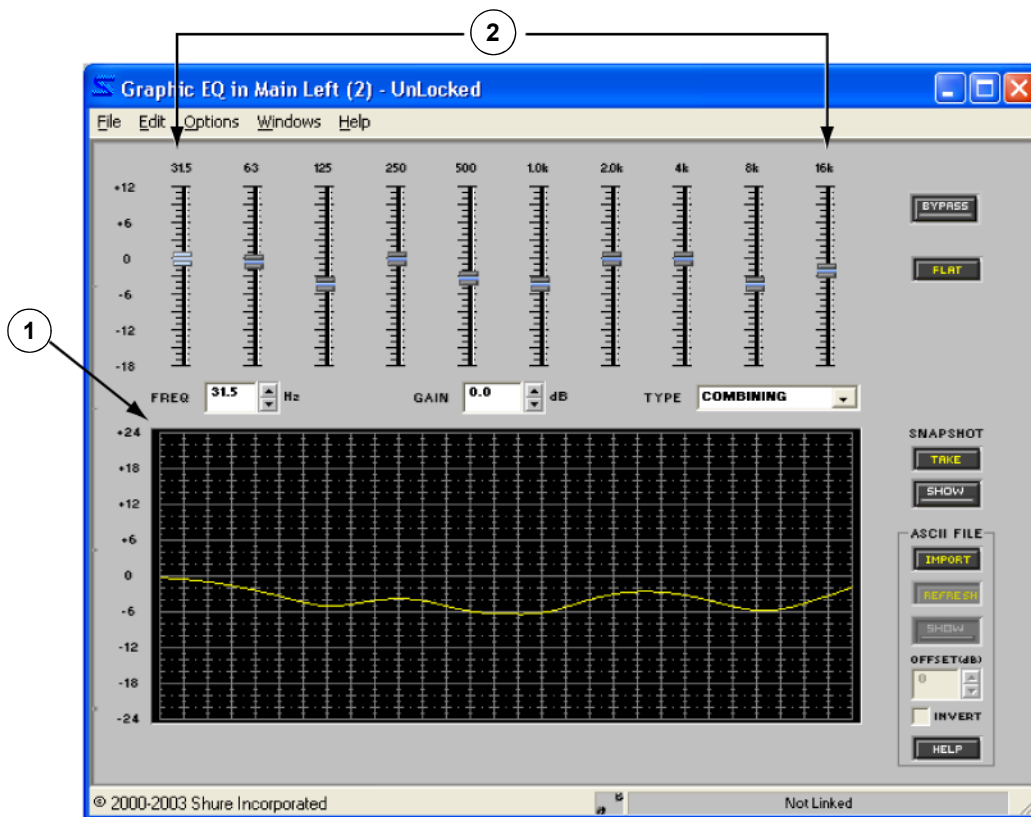 2
Graphic EQ in Main Left (2) - UnLocked
File Edit Options Windows Help
31.5 63 125 250 500 1.0k 2.0k 4k 8k 16k
+12
+6
0
-6
-12
-18
BYPASS
FLAT
1
FREQ 31.5 Hz GAIN 0.0 dB TYPE COMBINING
+24
+18
+12
+6
0
-6
-12
-18
-24
SNAPSHOT
TAKE
SHOW
ASCII FILE
IMPORT
REFRESH
SHOW
OFFSET(dB)
0
INVERT
HELP
© 2000-2003 Shure Incorporated
Not Linked